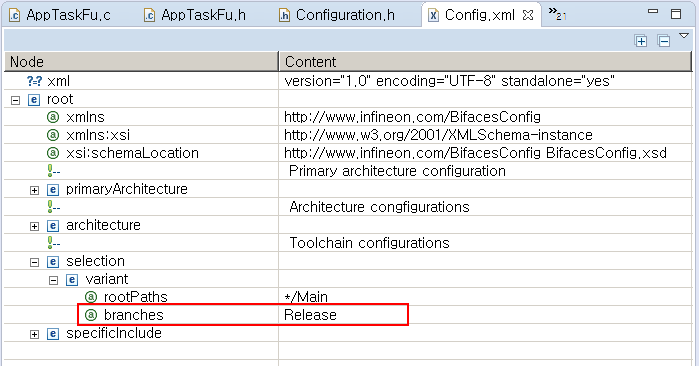 AppTaskFu.c AppTaskFu.h Configuration.h Config.xml »21
Node Content
?=? xml version="1.0" encoding="UTF-8" standalone="yes"
root
xmlns http://www.infineon.com/BifacesConfig
xmlns:xsi http://www.w3.org/2001/XMLSchema-instance
xsi:schemaLocation http://www.infineon.com/BifacesConfig BifacesConfig.xsd
!-- Primary architecture configuration
primaryArchitecture
!-- Architecture congfigurations
architecture
!-- Toolchain configurations
selection
variant
rootPaths */Main
branches Release
specificInclude